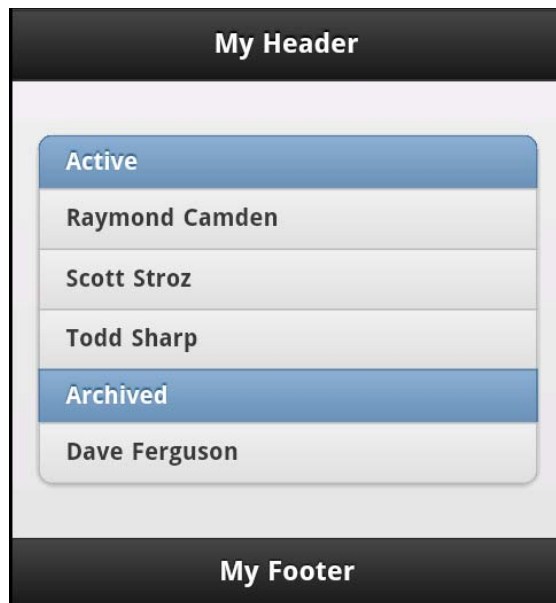 My Header
Active
Raymond Camden
Scott Stroz
Todd Sharp
Archived
Dave Ferguson
My Footer